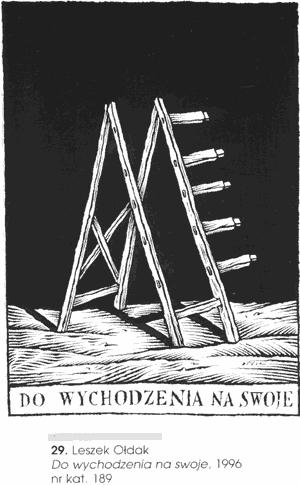 DO WYCHODZENIA NA SWOJE
29. Leszek Ołdak
Do wychodzenia na swoje, 1996
nr kat. 189